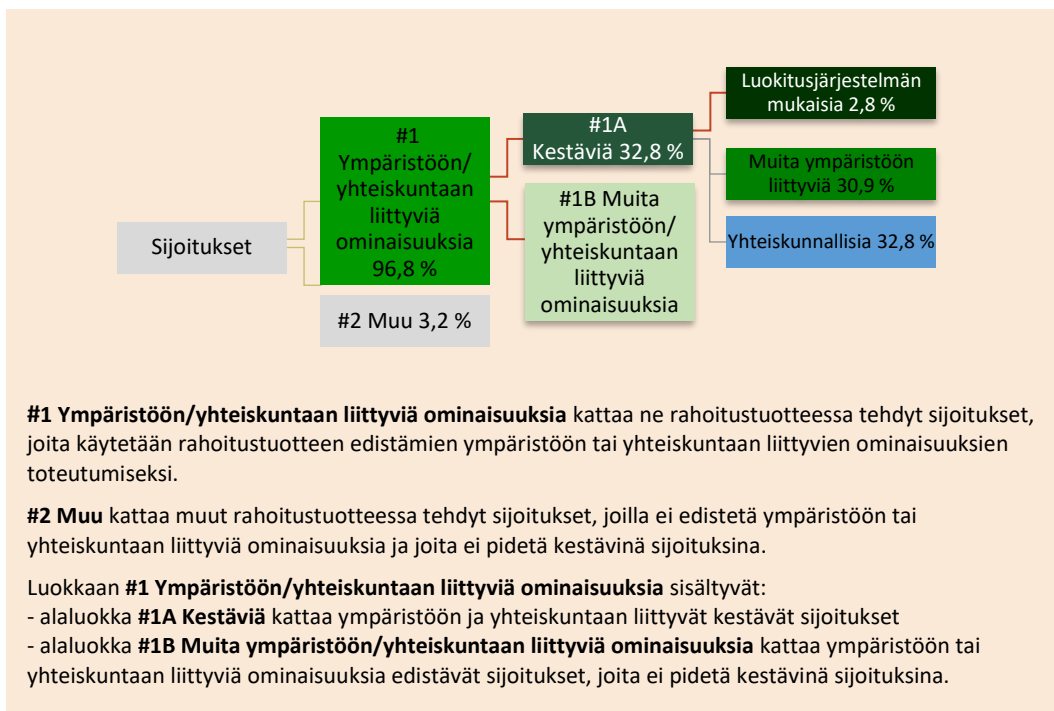 Sijoitukset
#1
Ympäristöön/
yhteiskuntaan
liittyviä
ominaisuuksia
96,8 %
#2 Muu 3,2 %
#1A
Kestäviä 32,8 %
#1B Muita
ympäristöön/
yhteiskuntaan
liittyviä
ominaisuuksia
Luokitusjärjestelmän
mukaisia 2,8 %
Muita ympäristöön
liittyviä 30,9 %
Yhteiskunnallisia 32,8 %
#1 Ympäristöön/yhteiskuntaan liittyviä ominaisuuksia kattaa ne rahoitustuotteessa tehdyt sijoitukset,
joita käytetään rahoitustuotteen edistämien ympäristöön tai yhteiskuntaan liittyvien ominaisuuksien
toteutumiseksi.
#2 Muu kattaa muut rahoitustuotteessa tehdyt sijoitukset, joilla ei edistetä ympäristöön tai
yhteiskuntaan liittyviä ominaisuuksia ja joita ei pidetä kestävinä sijoituksina.
Luokkaan #1 Ympäristöön/yhteiskuntaan liittyviä ominaisuuksia sisältyvät:
- alaluokka #1A Kestäviä kattaa ympäristöön ja yhteiskuntaan liittyvät kestävät sijoitukset
- alaluokka #1B Muita ympäristöön/yhteiskuntaan liittyviä ominaisuuksia kattaa ympäristöön tai
yhteiskuntaan liittyviä ominaisuuksia edistävät sijoitukset, joita ei pidetä kestävinä sijoituksina.